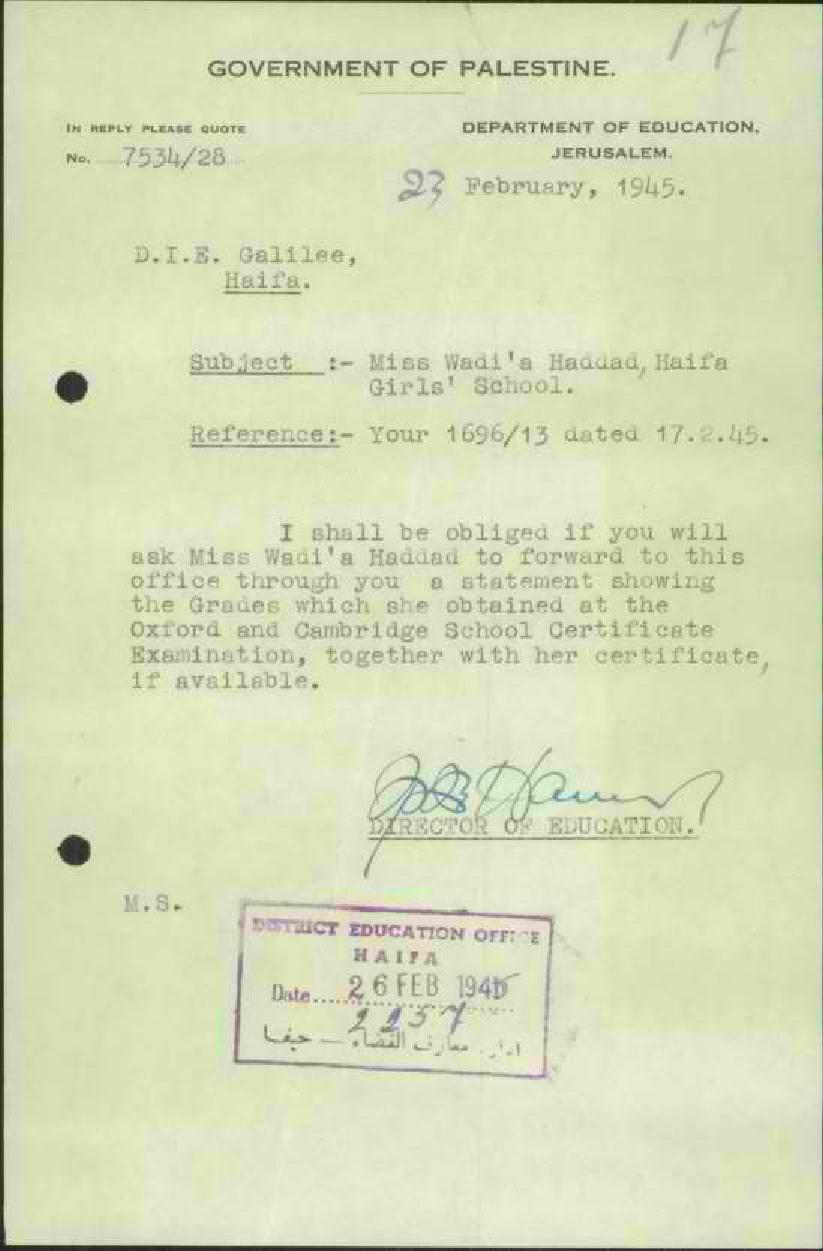 17
GOVERNMENT OF PALESTINE.
IN REPLY PLEASE QUOTE
No. 7534/28
DEPARTMENT OF EDUCATION,
JERUSALEM.
23 February, 1945.
D.I.E. Galilee,
Haifa.
Subject :- Miss Wadi'a Haddad, Haifa
Girls' School.
Reference:- Your 1696/13 dated 17.2.45.
I shall be obliged if you will
ask Miss Wadi'a Haddad to forward to this
office through you a statement showing
the Grades which she obtained at the
Oxford and Cambridge School Certificate
Examination, together with her certificate,
if available.
DIRECTOR OF EDUCATION.
M.S.
DISTRICT EDUCATION OFFICE
HAIFA
Date 26 FEB 1945
2257
معارف القضاء – حيفا